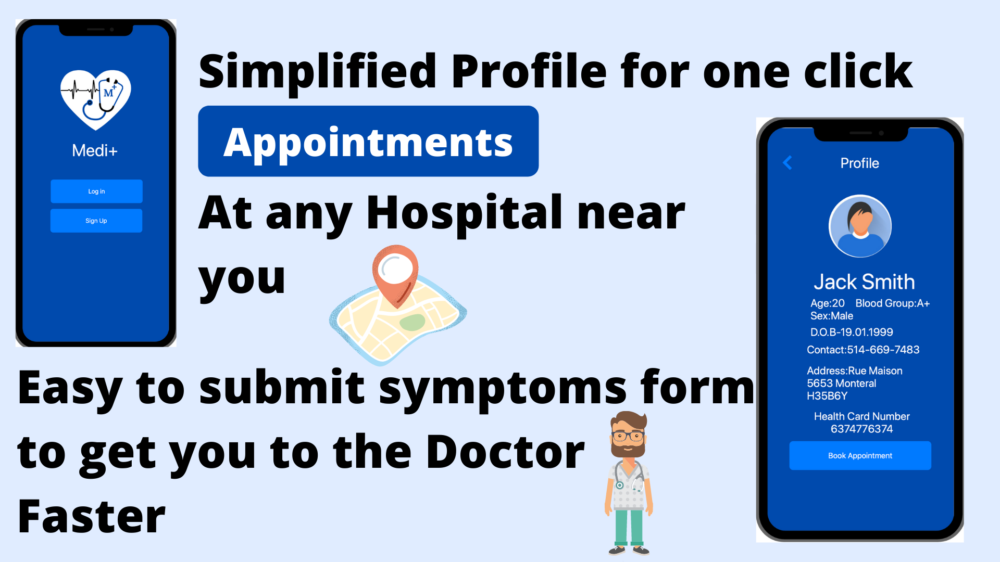 M+
Medi+
Log in
Sign Up
Simplified Profile for one click
Appointments
At any Hospital near
you
Easy to submit symptoms form
to get you to the Doctor
Faster
Profile
Jack Smith
Age:20 Blood Group:A+
Sex:Male
D.O.B-19.01.1999
Contact:514-669-7483
Address:Rue Maison
5653 Monteral
H35B6Y
Health Card Number
6374776374
Book Appointment